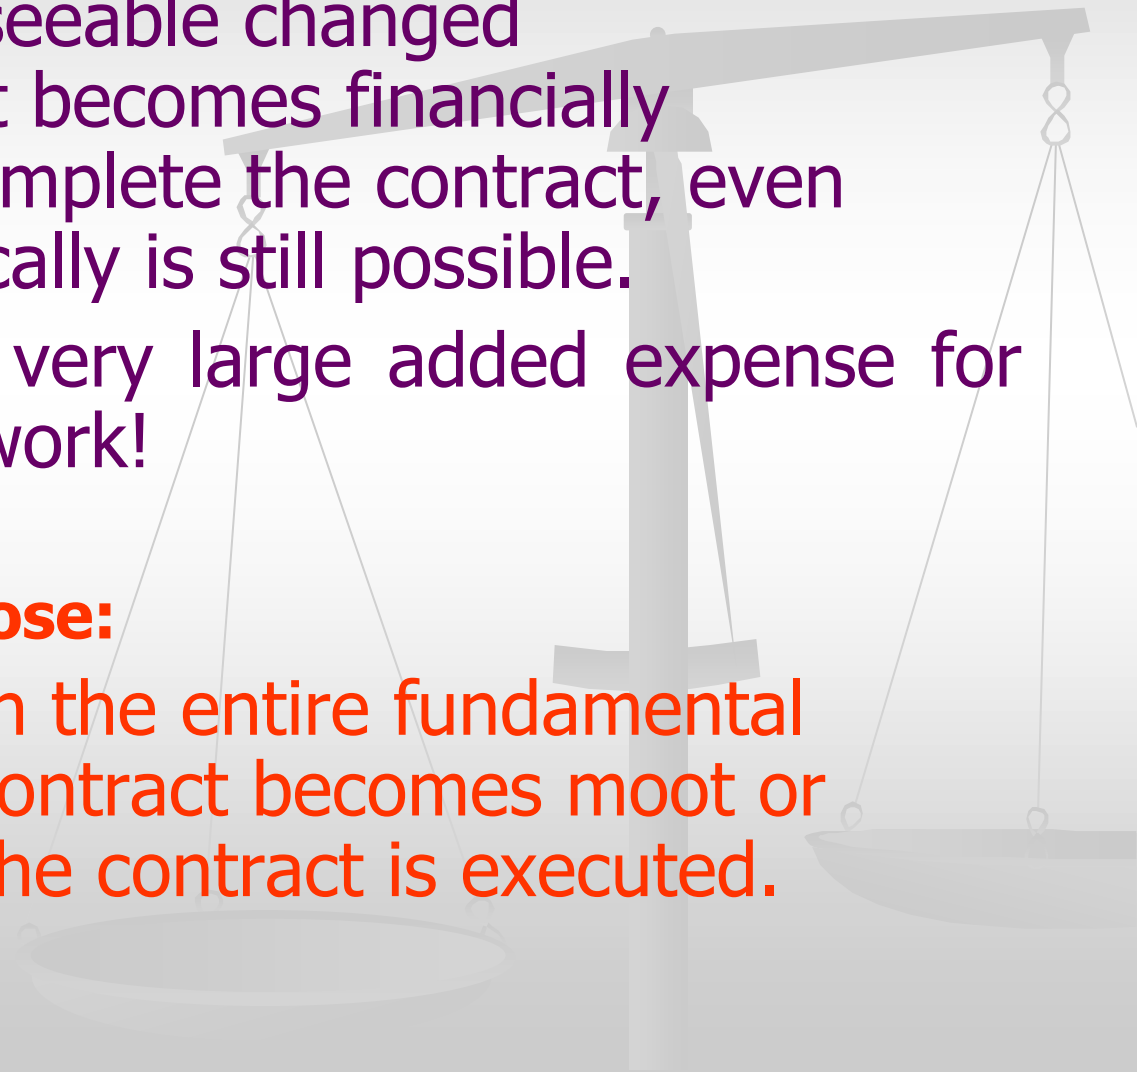 seeable changed
t becomes financially
mplete the contract, even
cally is still possible.
very large added expense for
work!
ose:
n the entire fundamental
ontract becomes moot or
he contract is executed.